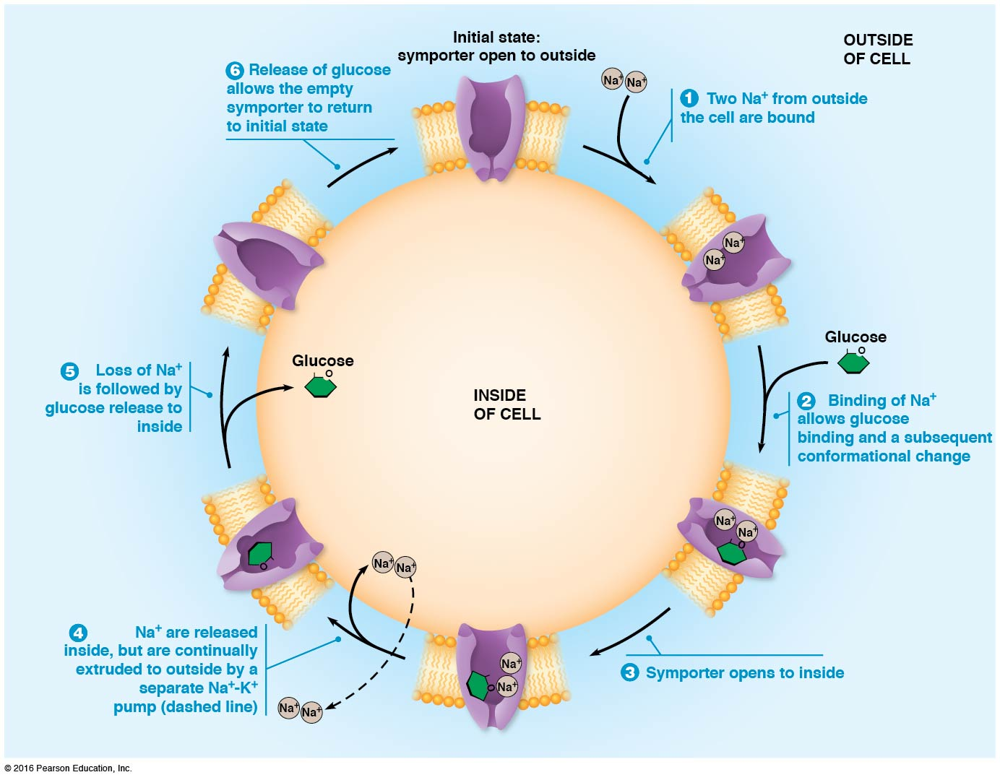 Initial state:
symporter open to outside
OUTSIDE
OF CELL
Na⁺ Na⁺
1 Two Na⁺ from outside
the cell are bound
Na⁺
Na⁺
Glucose
O
2 Binding of Na⁺
allows glucose
binding and a subsequent
conformational change
Na⁺
Na⁺
O
3 Symporter opens to inside
Na⁺
Na⁺
O
4 Na⁺ are released
inside, but are continually
extruded to outside by a
separate Na⁺-K⁺
pump (dashed line)
Na⁺ Na⁺
Na⁺ Na⁺
O
5 Loss of Na⁺
is followed by
glucose release to
inside
Glucose
O
6 Release of glucose
allows the empty
symporter to return
to initial state
INSIDE
OF CELL
© 2016 Pearson Education, Inc.